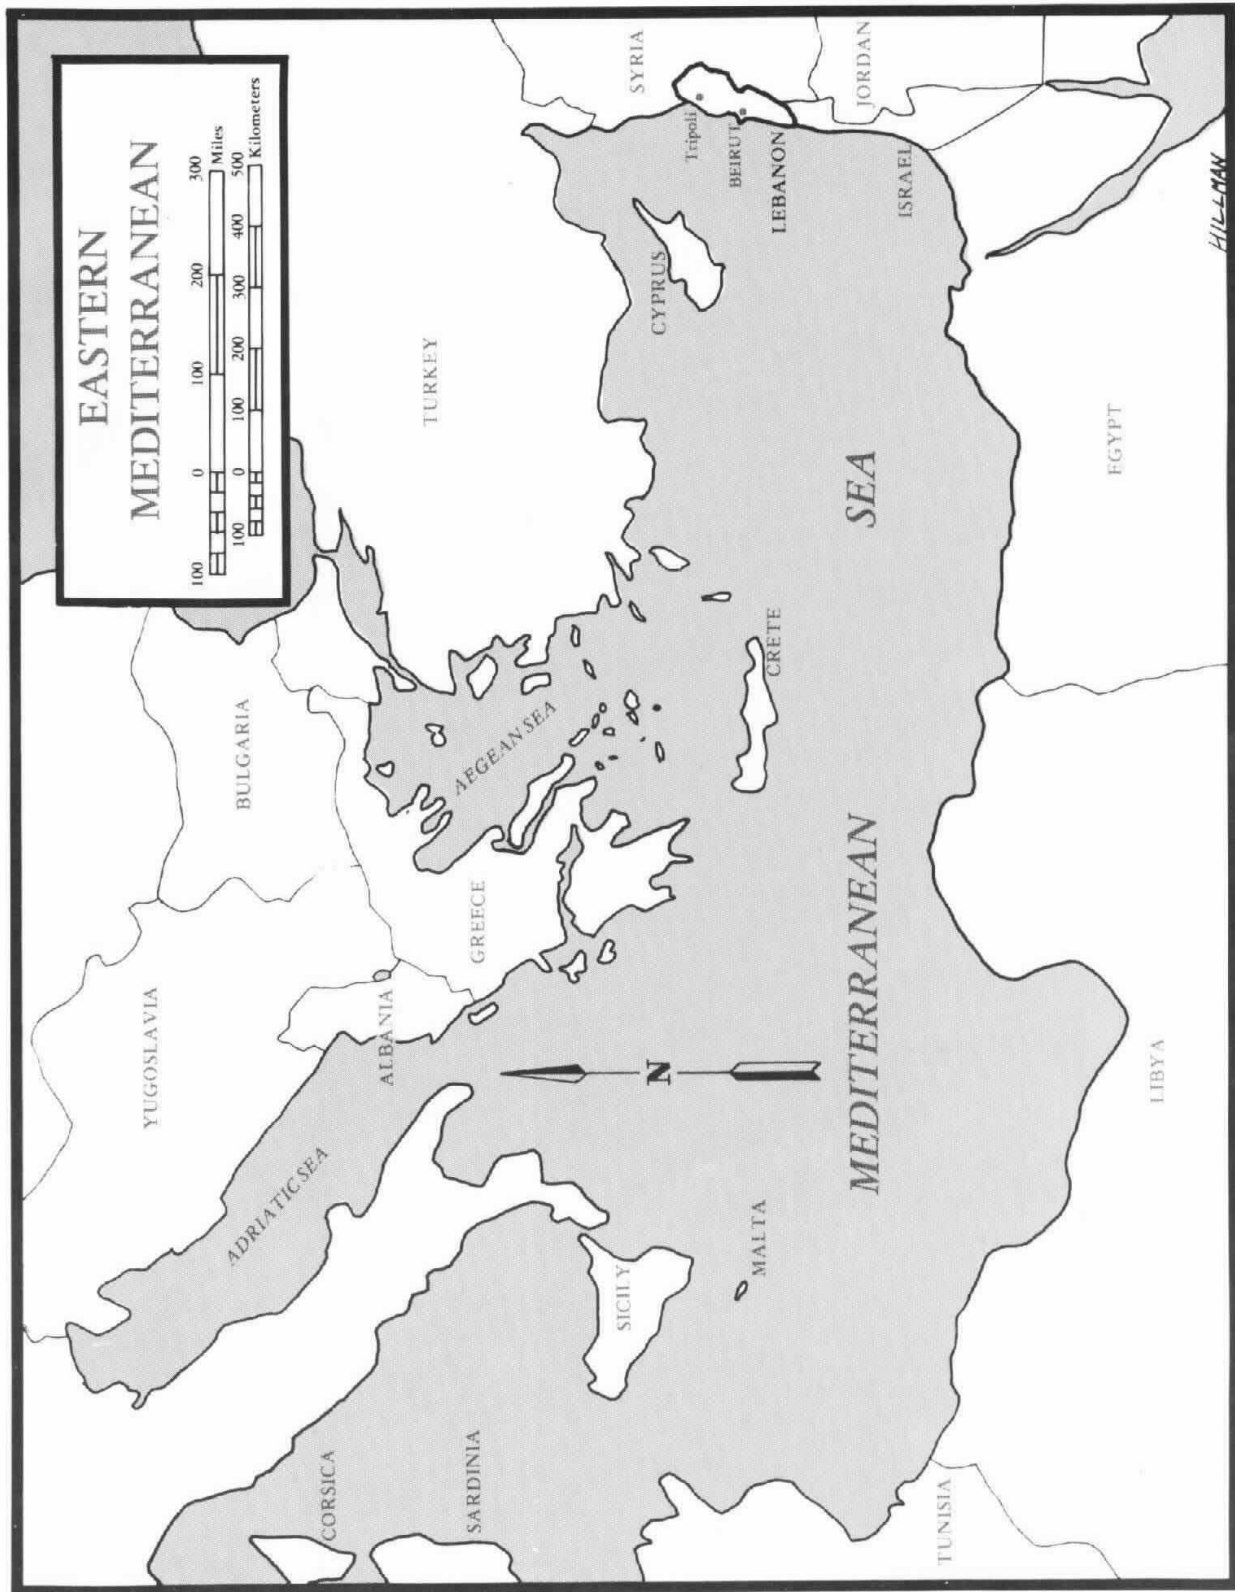 EASTERN
MEDITERRANEAN
100 0 100 200 300
Miles
100 0 100 200 300 400 500
Kilometers
YUGOSLAVIA
BULGARIA
ADRIATIC SEA
ALBANIA
GREECE
AEGEAN SEA
TURKEY
CORSICA
SARDINIA
SICILY
MALTA
N
CRETE
CYPRUS
SYRIA
Tripoli
BEIRUT
LEBANON
JORDAN
ISRAEL
MEDITERRANEAN SEA
TUNISIA
LIBYA
EGYPT
HILLMAN